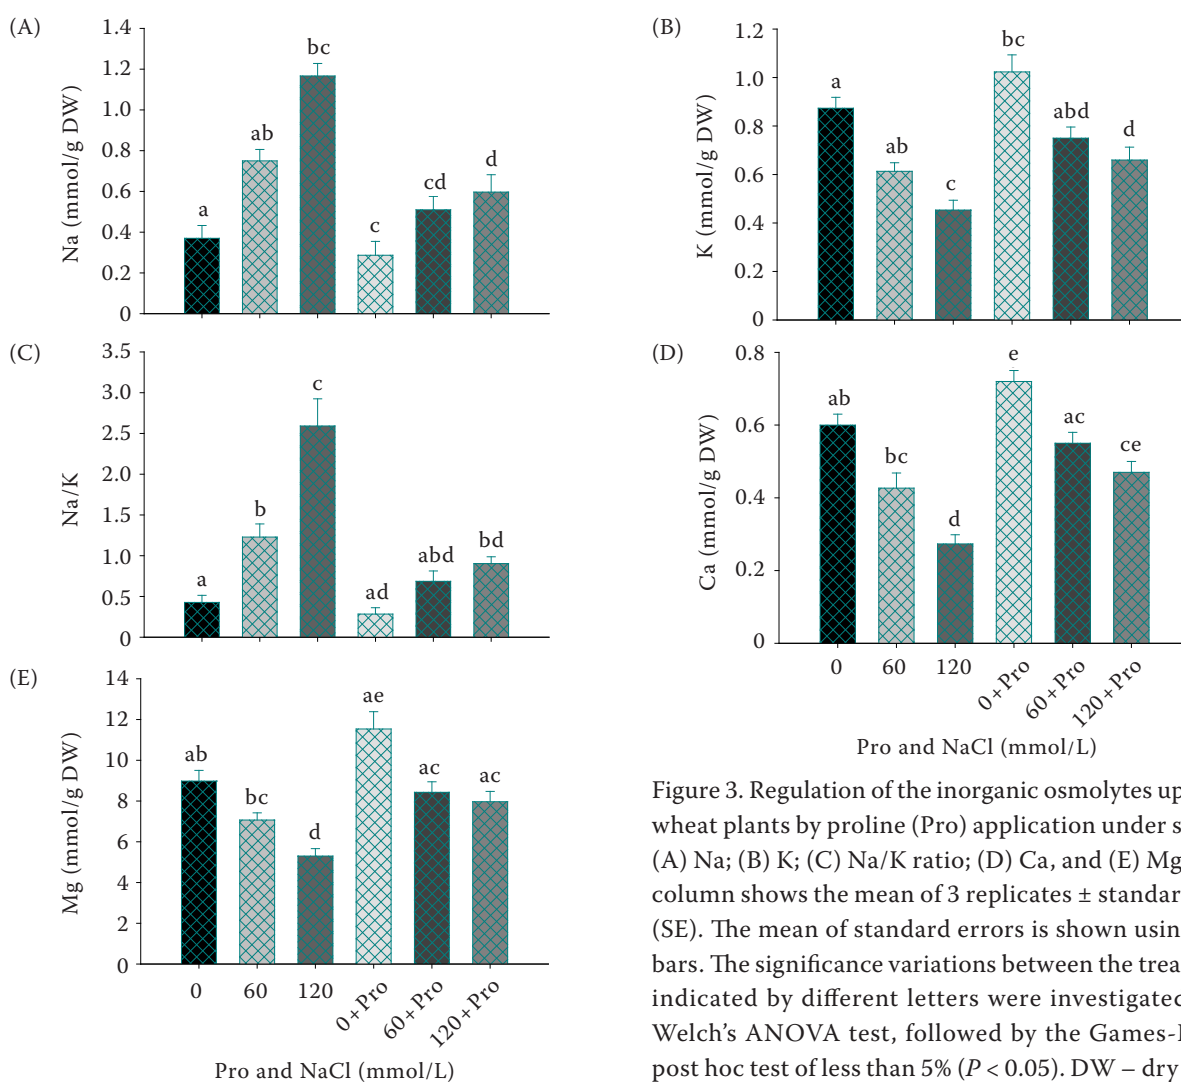 (A)
Na (mmol/g DW)
1.4
1.2
1.0
0.8
0.6
0.4
0.2
0
a
ab
bc
c
cd
d
(B)
K (mmol/g DW)
1.2
1.0
0.8
0.6
0.4
0.2
0
a
ab
c
bc
abd
d
(C)
Na/K
3.5
3.0
2.5
2.0
1.5
1.0
0.5
0
a
b
c
ad
abd
bd
(D)
Ca (mmol/g DW)
0.8
0.6
0.4
0.2
0
ab
bc
d
e
ac
ce
0
60
120
0+Pro
60+Pro
120+Pro
Pro and NaCl (mmol/L)
(E)
Mg (mmol/g DW)
14
12
10
8
6
4
2
0
ab
bc
d
ae
ac
ac
0
60
120
0+Pro
60+Pro
120+Pro
Pro and NaCl (mmol/L)
Figure 3. Regulation of the inorganic osmolytes up
wheat plants by proline (Pro) application under s
(A) Na; (B) K; (C) Na/K ratio; (D) Ca, and (E) Mg
column shows the mean of 3 replicates ± standar
(SE). The mean of standard errors is shown usin
bars. The significance variations between the trea
indicated by different letters were investigated
Welch's ANOVA test, followed by the Games-
post hoc test of less than 5% (P < 0.05). DW – dry